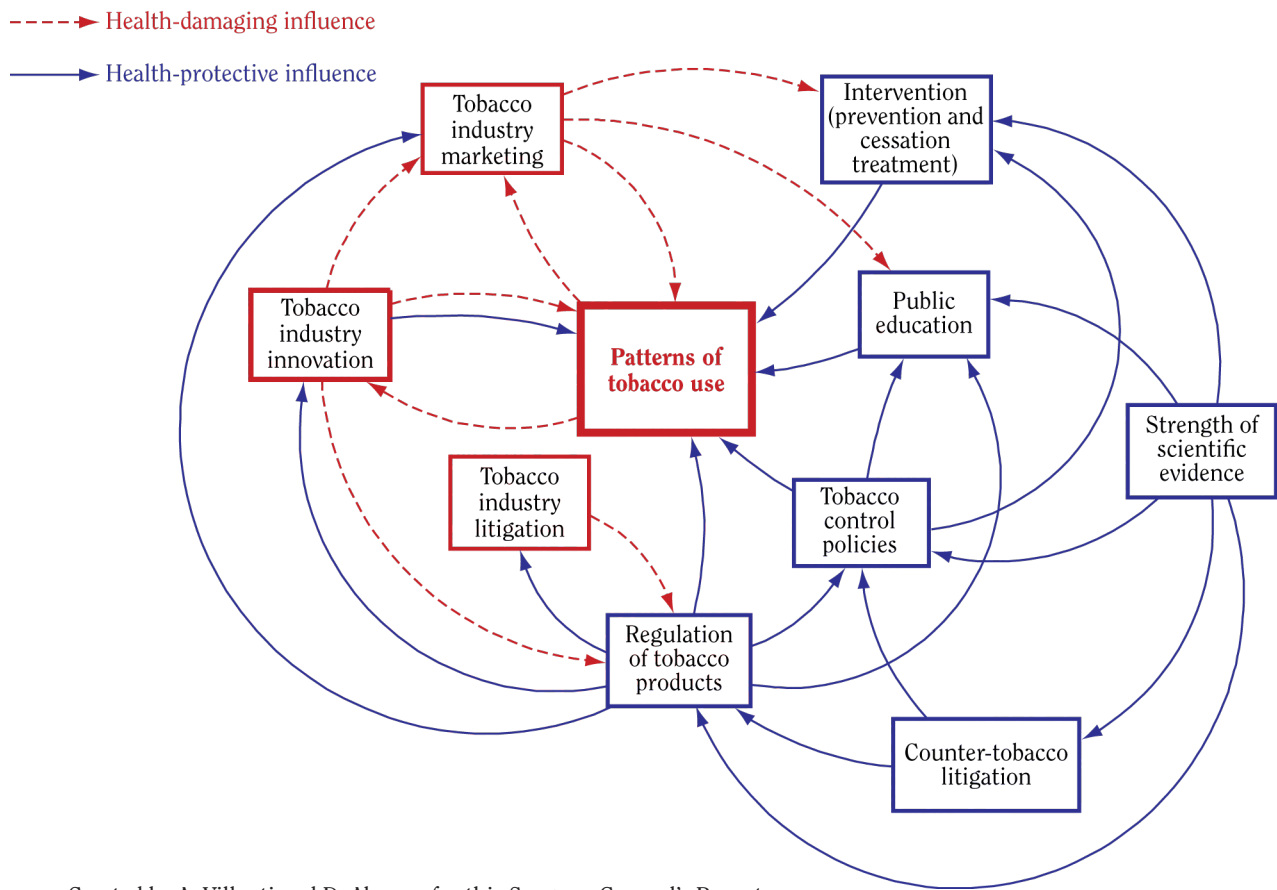 Health-damaging influence
Health-protective influence
Tobacco
industry
marketing
Intervention
(prevention and
cessation
treatment)
Tobacco
industry
innovation
Patterns of
tobacco use
Public
education
Strength of
scientific
evidence
Tobacco
industry
litigation
Tobacco
control
policies
Regulation
of tobacco
products
Counter-tobacco
litigation